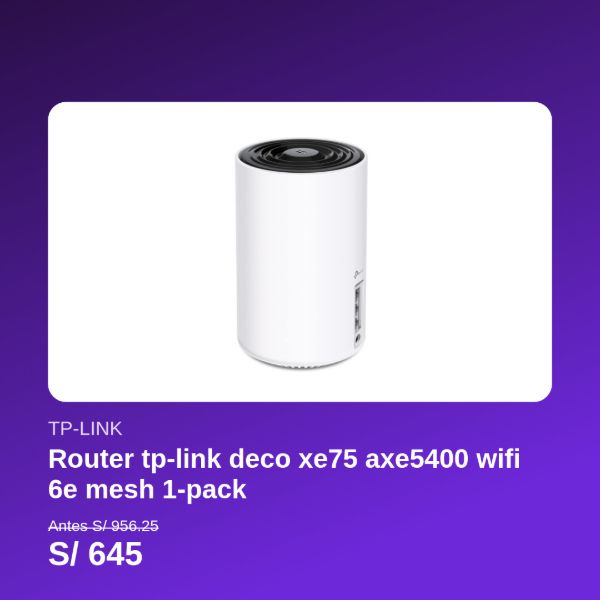 TP-LINK
Router tp-link deco xe75 axe5400 wifi
6e mesh 1-pack
Antes S/ 956.25
S/ 645